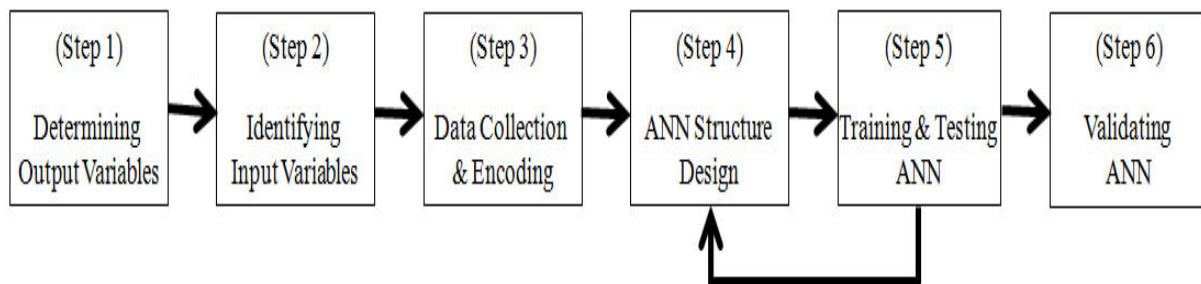 (Step 1)
Determining
Output Variables
(Step 2)
Identifying
Input Variables
(Step 3)
Data Collection
& Encoding
(Step 4)
ANN Structure
Design
(Step 5)
Training & Testing
ANN
(Step 6)
Validating
ANN